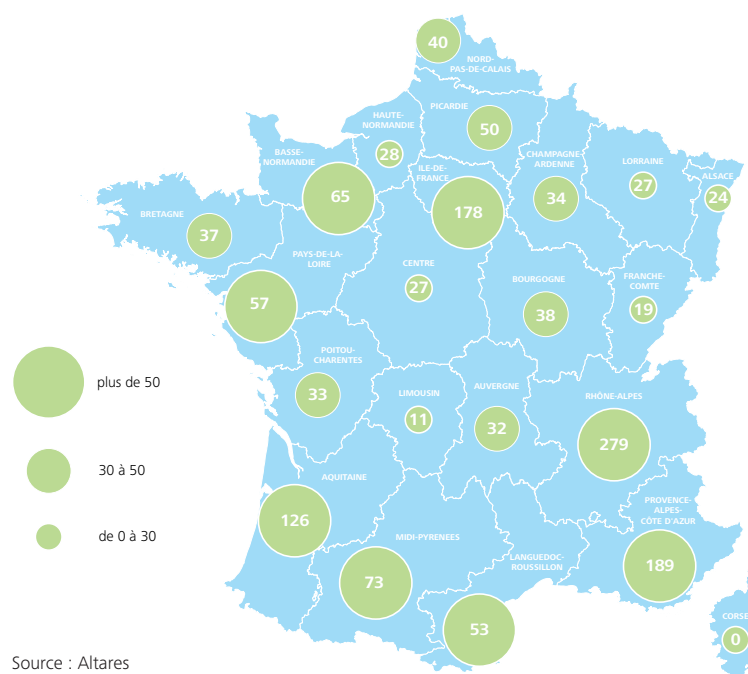 40
NORD-
PAS-DE-CALAIS
PICARDIE
50
HAUTE-
NORMANDIE
28
BASSE-
NORMANDIE
65
ILE-DE-
FRANCE
178
CHAMPAGNE-
ARDENNE
34
LORRAINE
27
ALSACE
24
BRETAGNE
37
PAYS-DE-LA-
LOIRE
57
CENTRE
27
BOURGOGNE
38
FRANCHE-
COMTE
19
POITOU-
CHARENTES
33
LIMOUSIN
11
AUVERGNE
32
RHÔNE-ALPES
279
AQUITAINE
126
MIDI-PYRENEES
73
LANGUEDOC-
ROUSSILLON
53
PROVENCE-
ALPES-
CÔTE D'AZUR
189
CORSE
0
plus de 50
30 à 50
de 0 à 30
Source : Altares